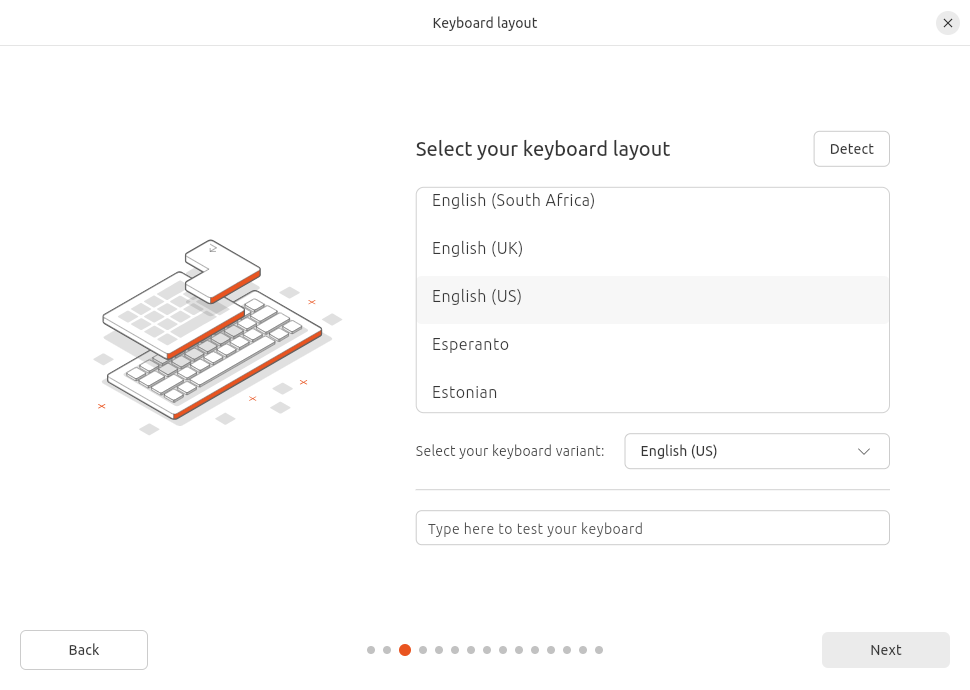 Keyboard layout
Select your keyboard layout
Detect
English (South Africa)
English (UK)
English (US)
Esperanto
Estonian
Select your keyboard variant:
English (US)
Type here to test your keyboard
Back
Next